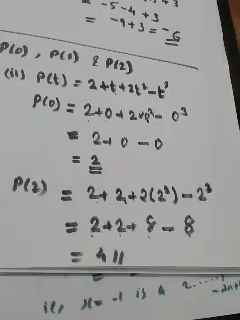 = -5-4+3
= -9+3 = -6
P(0), P(1) & P(2)
(ii) P(t) = 2+t+2t²-t³
P(0) = 2+0+2×0²-0³
= 2+0-0
= 2
P(2) = 2+2+2(2²)-2³
= 2+2+8-8
= 4//
is a